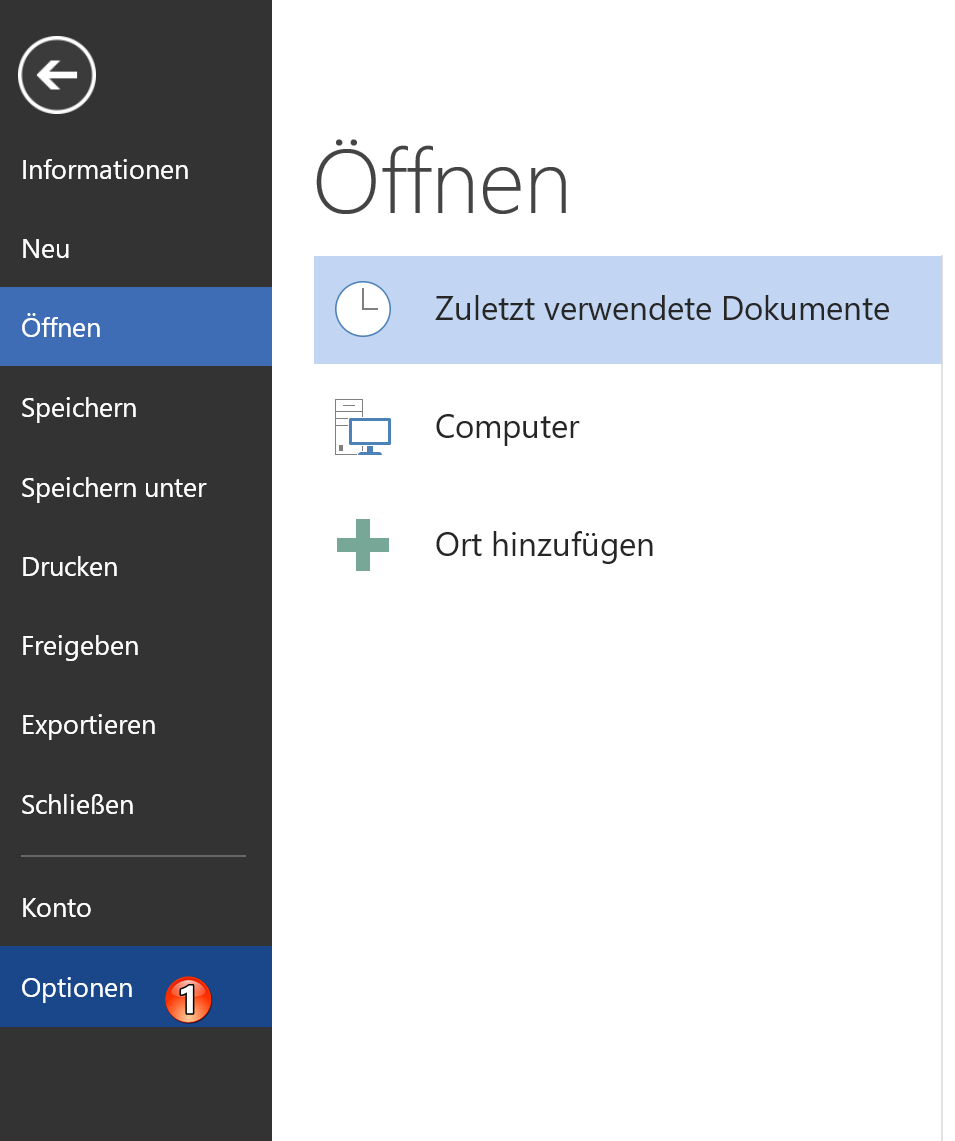 Informationen
Neu
Öffnen
Speichern
Speichern unter
Drucken
Freigeben
Exportieren
Schließen
Konto
Optionen 1
Öffnen
Zuletzt verwendete Dokumente
Computer
Ort hinzufügen